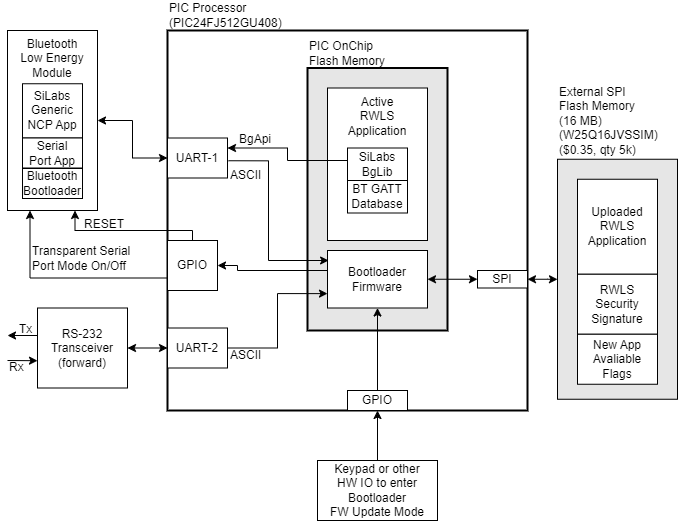 PIC Processor
(PIC24FJ512GU408)
Bluetooth
Low Energy
Module
SiLabs
Generic
NCP App
Serial
Port App
Bluetooth
Bootloader
PIC OnChip
Flash Memory
Active
RWLS
Application
SiLabs
BgLib
BT GATT
Database
Bootloader
Firmware
External SPI
Flash Memory
(16 MB)
(W25Q16JVSSIM)
($0.35, qty 5k)
Uploaded
RWLS
Application
RWLS
Security
Signature
New App
Avaliable
Flags
UART-1
BgApi
ASCII
RESET
Transparent Serial
Port Mode On/Off
GPIO
SPI
Tx
Rx
RS-232
Transceiver
(forward)
UART-2
ASCII
GPIO
Keypad or other
HW IO to enter
Bootloader
FW Update Mode